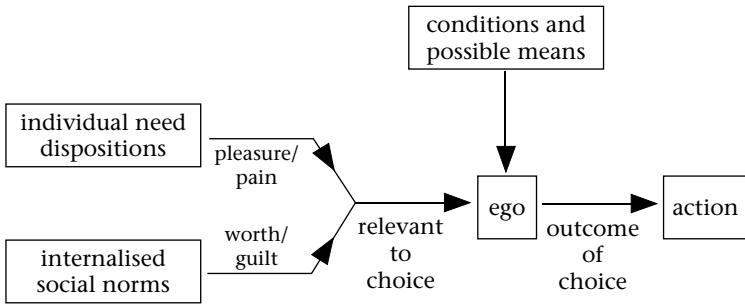 conditions and
possible means
individual need
dispositions
pleasure/
pain
worth/
guilt
internalised
social norms
relevant
to
choice
ego
outcome
of
choice
action